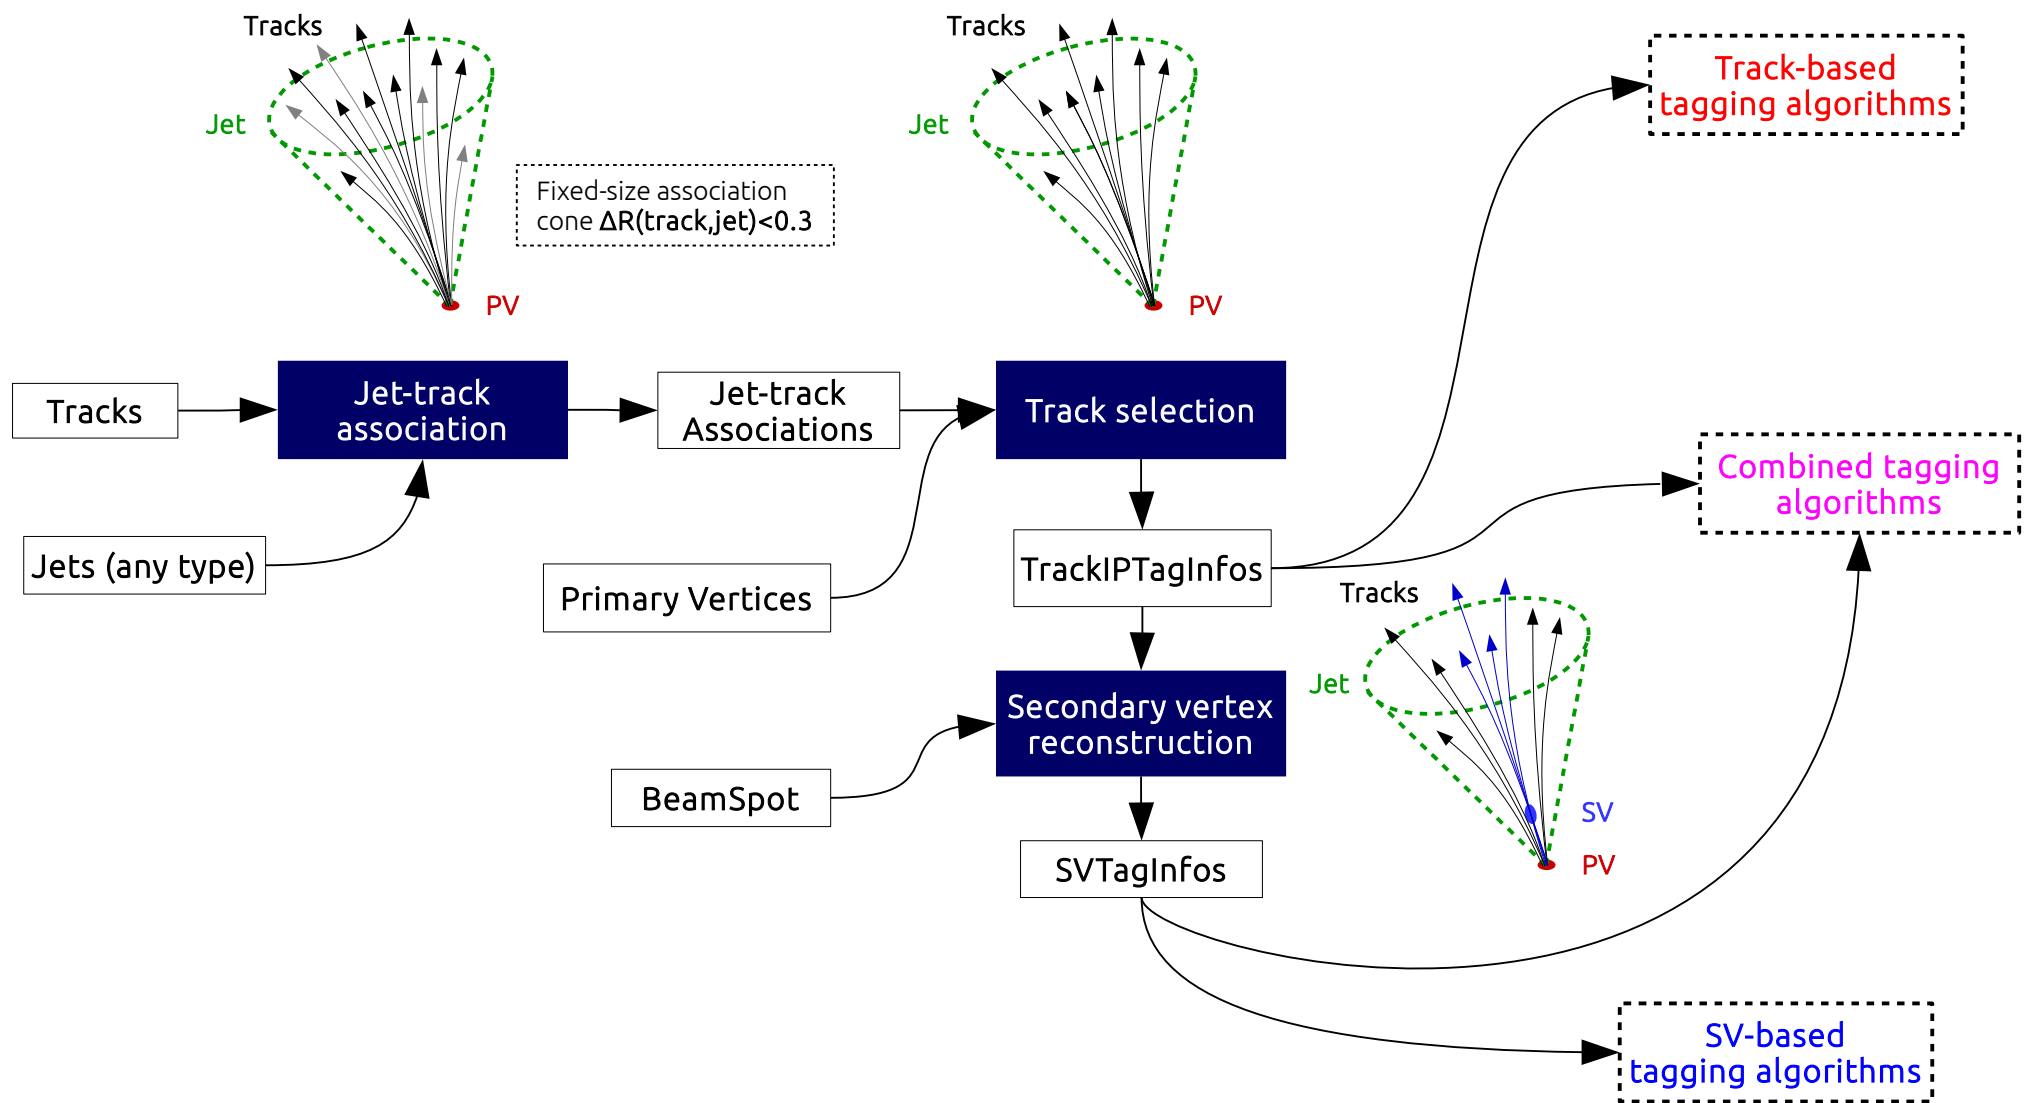 Tracks
Jet
PV
Fixed-size association
cone ΔR(track,jet)<0.3
Tracks
Jet
PV
Track-based
tagging algorithms
Tracks
Jet-track
association
Jet-track
Associations
Track selection
Combined tagging
algorithms
Jets (any type)
Primary Vertices
TrackIPTagInfos
Tracks
Jet
SV
PV
Secondary vertex
reconstruction
BeamSpot
SVTagInfos
SV-based
tagging algorithms